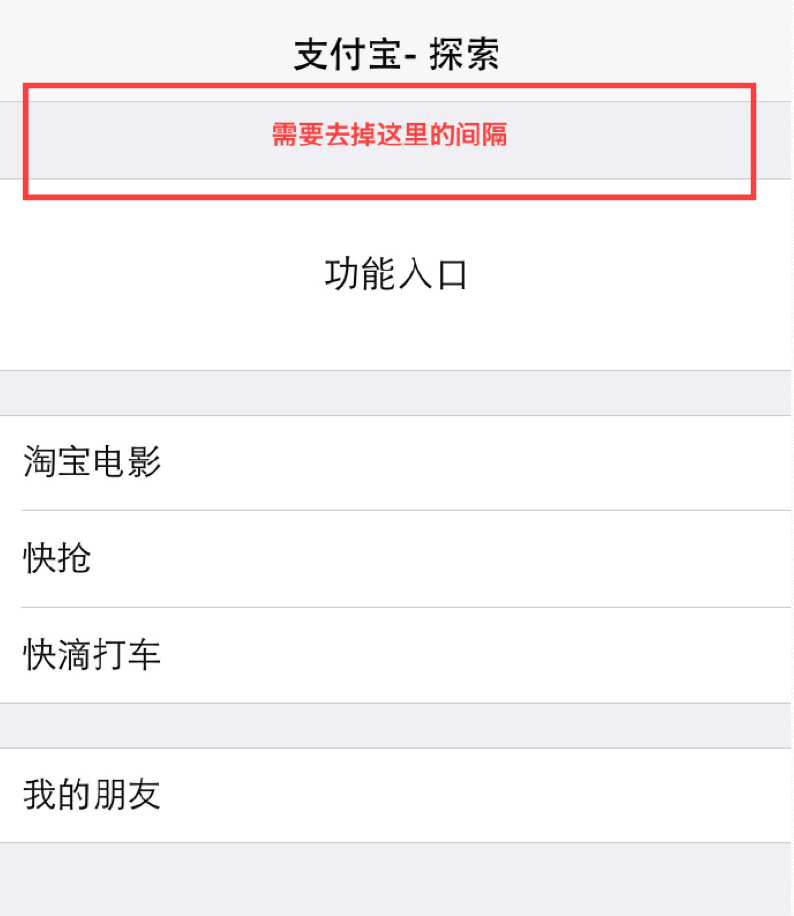 支付宝- 探索
需要去掉这里的间隔
功能入口
淘宝电影
快抢
快滴打车
我的朋友